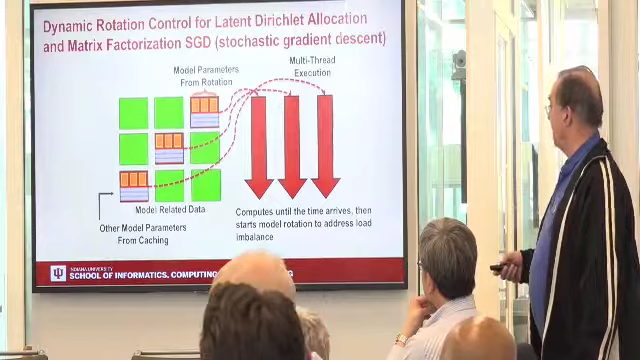 Dynamic Rotation Control for Latent Dirichlet Allocation
and Matrix Factorization SGD (stochastic gradient descent)
Model Parameters
From Rotation
Multi-Thread
Execution
Model Related Data
Other Model Parameters
From Caching
Computes until the time arrives, then
starts model rotation to address load
imbalance
INDIANA UNIVERSITY
SCHOOL OF INFORMATICS, COMPUTING